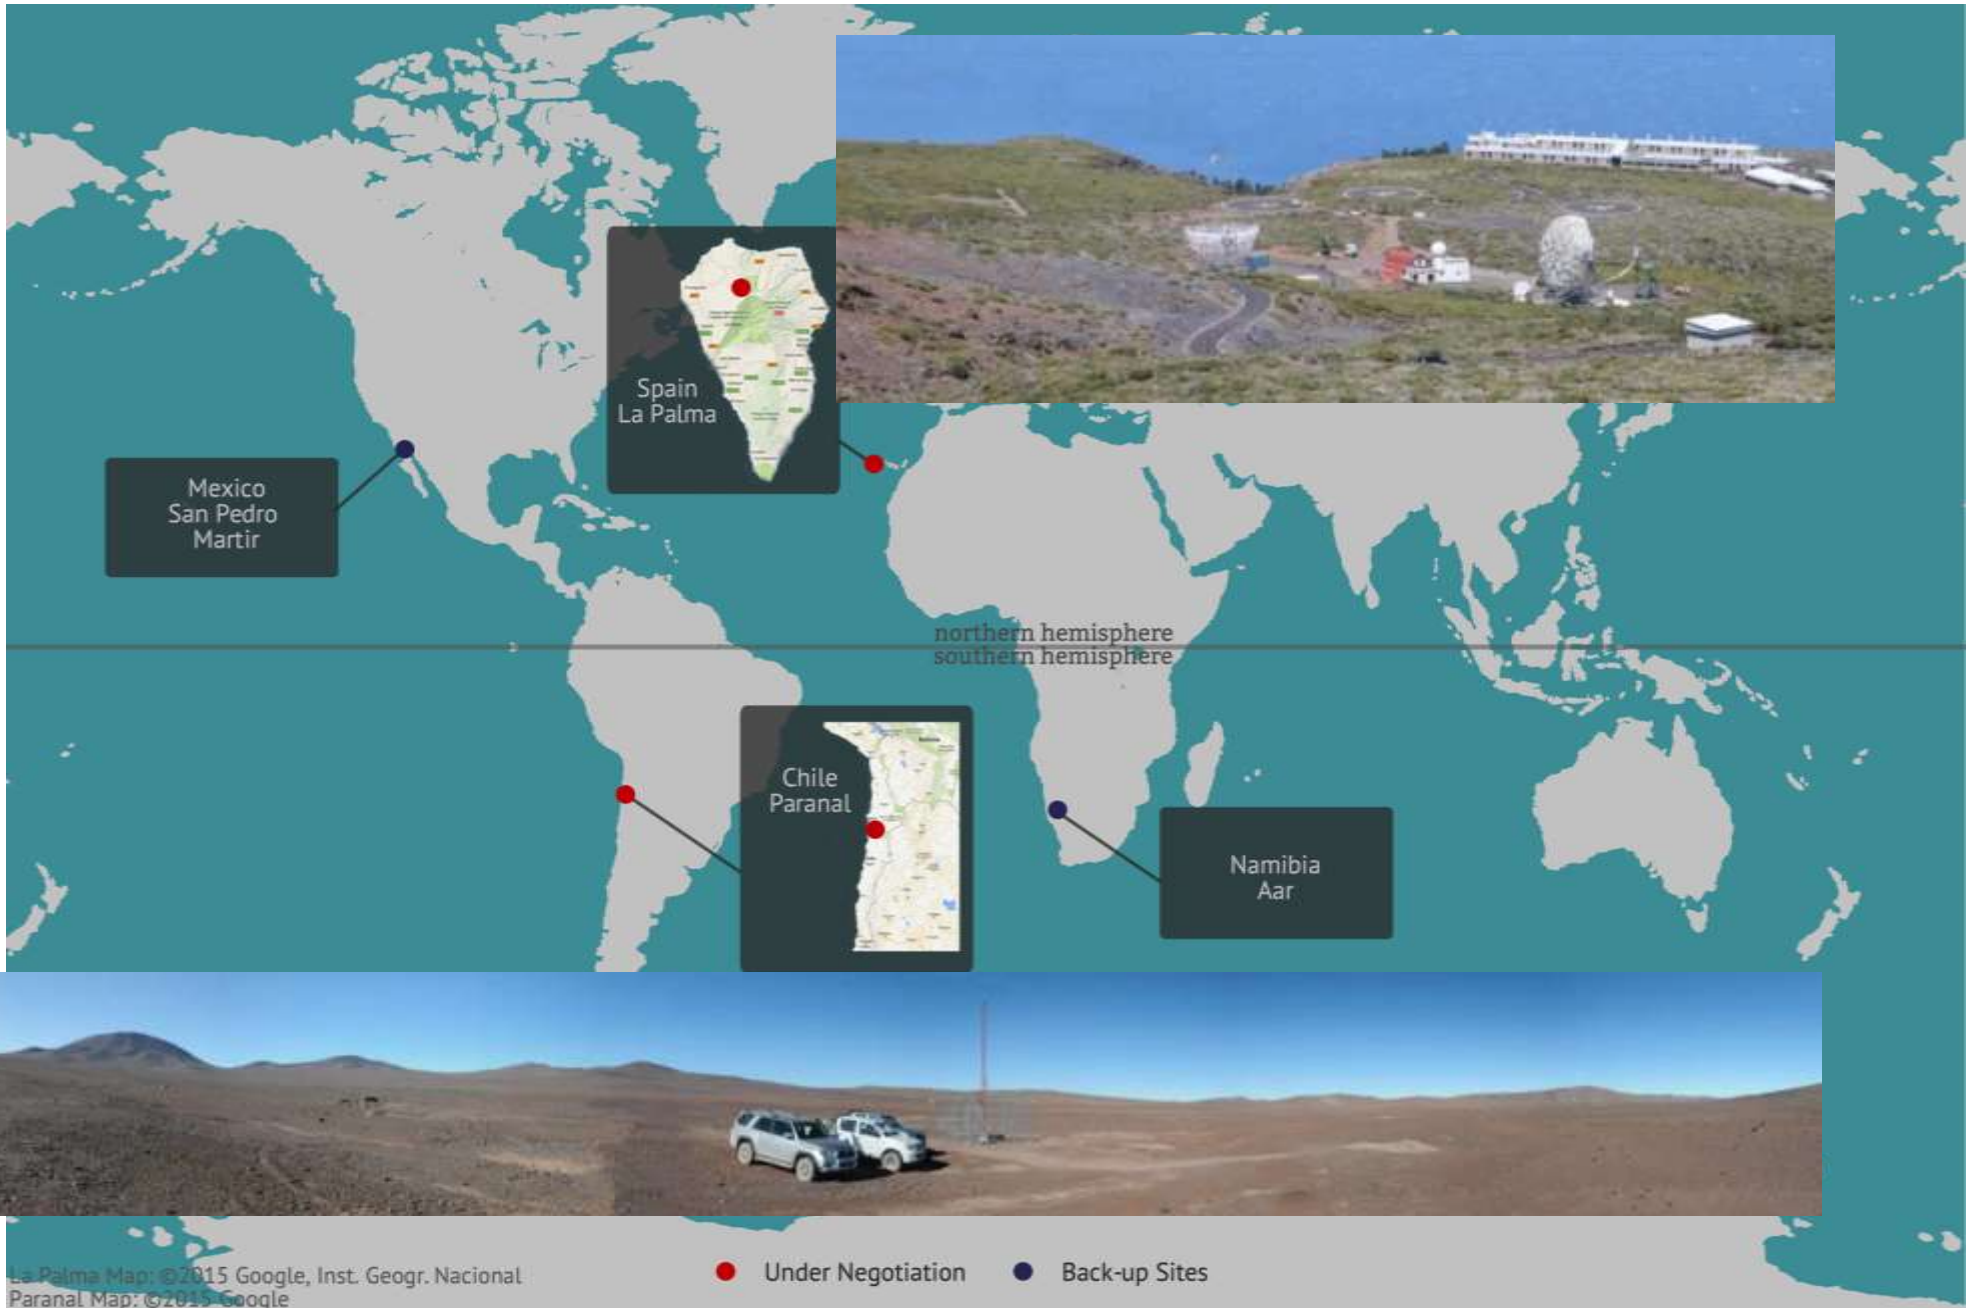 Spain
La Palma
Mexico
San Pedro
Martir
northern hemisphere
southern hemisphere
Chile
Paranal
Namibia
Aar
Under Negotiation
Back-up Sites
La Palma Map: ©2015 Google, Inst. Geogr. Nacional
Paranal Map: ©2015 Google